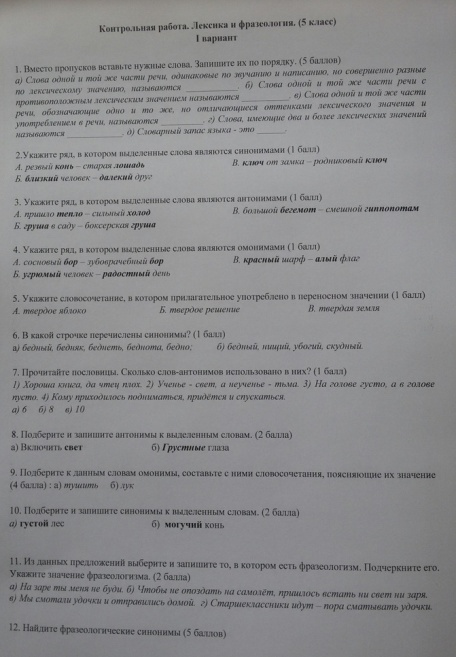 Контрольная работа. Лексика и фразеология. (5 класс)
I вариант
1. Вместо пропусков вставьте нужные слова. Запишите их по порядку. (5 баллов)
а) Слова одной и той же части речи, одинаковые по звучанию и написанию, но совершенно разные
по лексическому значению, называются ________ б) Слова одной и той же части речи с
противоположным лексическим значением называются ________. в) Слова одной и той же части
речи, обозначающие одно и то же, но отличающиеся оттенками лексического значения и
употреблением в речи, называются ________. г) Слова, имеющие два и более лексических значений
называются ________. д) Словарный запас языка - это ______.
2.Укажите ряд, в котором выделенные слова являются синонимами (1 балл)
А. резвый конь – старая лошадь В. ключ от замка – родниковый ключ
Б. близкий человек – далекий друг
3. Укажите ряд, в котором выделенные слова являются антонимами (1 балл)
А. пришло тепло – сильный холод В. большой бегемот – смешной гиппопотам
Б. груша в саду – боксерская груша
4. Укажите ряд, в котором выделенные слова являются омонимами (1 балл)
А. сосновый бор – зубоврачебный бор В. красный шарф – алый флаг
Б. угрюмый человек – радостный день
5. Укажите словосочетание, в котором прилагательное употреблено в переносном значении (1 балл)
А. твердое яблоко Б. твердое решение В. твердая земля
6. В какой строчке перечислены синонимы? (1 балл)
а) бедный, бедняк, беднеть, беднота, бедно; б) бедный, нищий, убогий, скудный.
7. Прочитайте пословицы. Сколько слов-антонимов использовано в них? (1 балл)
1) Хороша книга, да чтец плох. 2) Ученье - свет, а неученье - тьма. 3) На голове густо, а в голове
пусто. 4) Кому приходилось подниматься, придётся и спускаться.
а) 6 б) 8 в) 10
8. Подберите и запишите антонимы к выделенным словам. (2 балла)
а) Включить свет б) Грустные глаза
9. Подберите к данным словам омонимы, составьте с ними словосочетания, поясняющие их значение
(4 балла) : а) тушить б) лук
10. Подберите и запишите синонимы к выделенным словам. (2 балла)
а) густой лес б) могучий конь
11. Из данных предложений выберите и запишите то, в котором есть фразеологизм. Подчеркните его.
Укажите значение фразеологизма. (2 балла)
а) На заре ты меня не буди. б) Чтобы не опоздать на самолёт, пришлось встать ни свет ни заря.
в) Мы смотали удочки и отправились домой. г) Старшеклассники идут – пора сматывать удочки.
12. Найдите фразеологические синонимы (5 баллов)